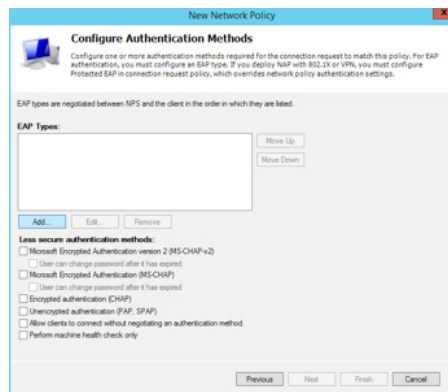 New Network Policy
x
Configure Authentication Methods
Configure one or more authentication methods required for the connection request to match this policy. For EAP
authentication, you must configure an EAP type. If you deploy NAP with 802.1X or VPN, you must configure
Protected EAP in connection request policy, which overrides network policy authentication settings.
EAP types are negotiated between NPS and the client in the order in which they are listed.
EAP Types:
Move Up
Move Down
Add... Edit... Remove
Less secure authentication methods:
Microsoft Encrypted Authentication version 2 (MS-CHAP-v2)
User can change password after it has expired
Microsoft Encrypted Authentication (MS-CHAP)
User can change password after it has expired
Encrypted authentication (CHAP)
Unencrypted authentication (PAP, SPAP)
Allow clients to connect without negotiating an authentication method.
Perform machine health check only
Previous Next Finish Cancel